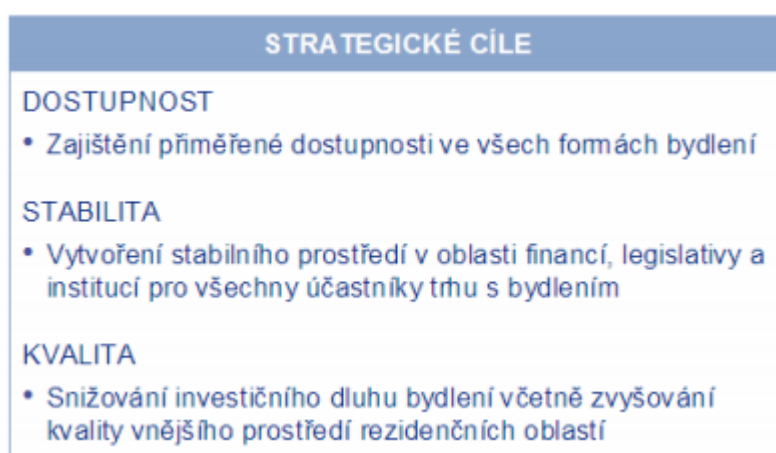 STRATEGICKÉ CÍLE
DOSTUPNOST
• Zajištění přiměřené dostupnosti ve všech formách bydlení
STABILITA
• Vytvoření stabilního prostředí v oblasti financí, legislativy a
institucí pro všechny účastníky trhu s bydlením
KVALITA
• Snižování investičního dluhu bydlení včetně zvyšování
kvality vnějšího prostředí rezidenčních oblastí